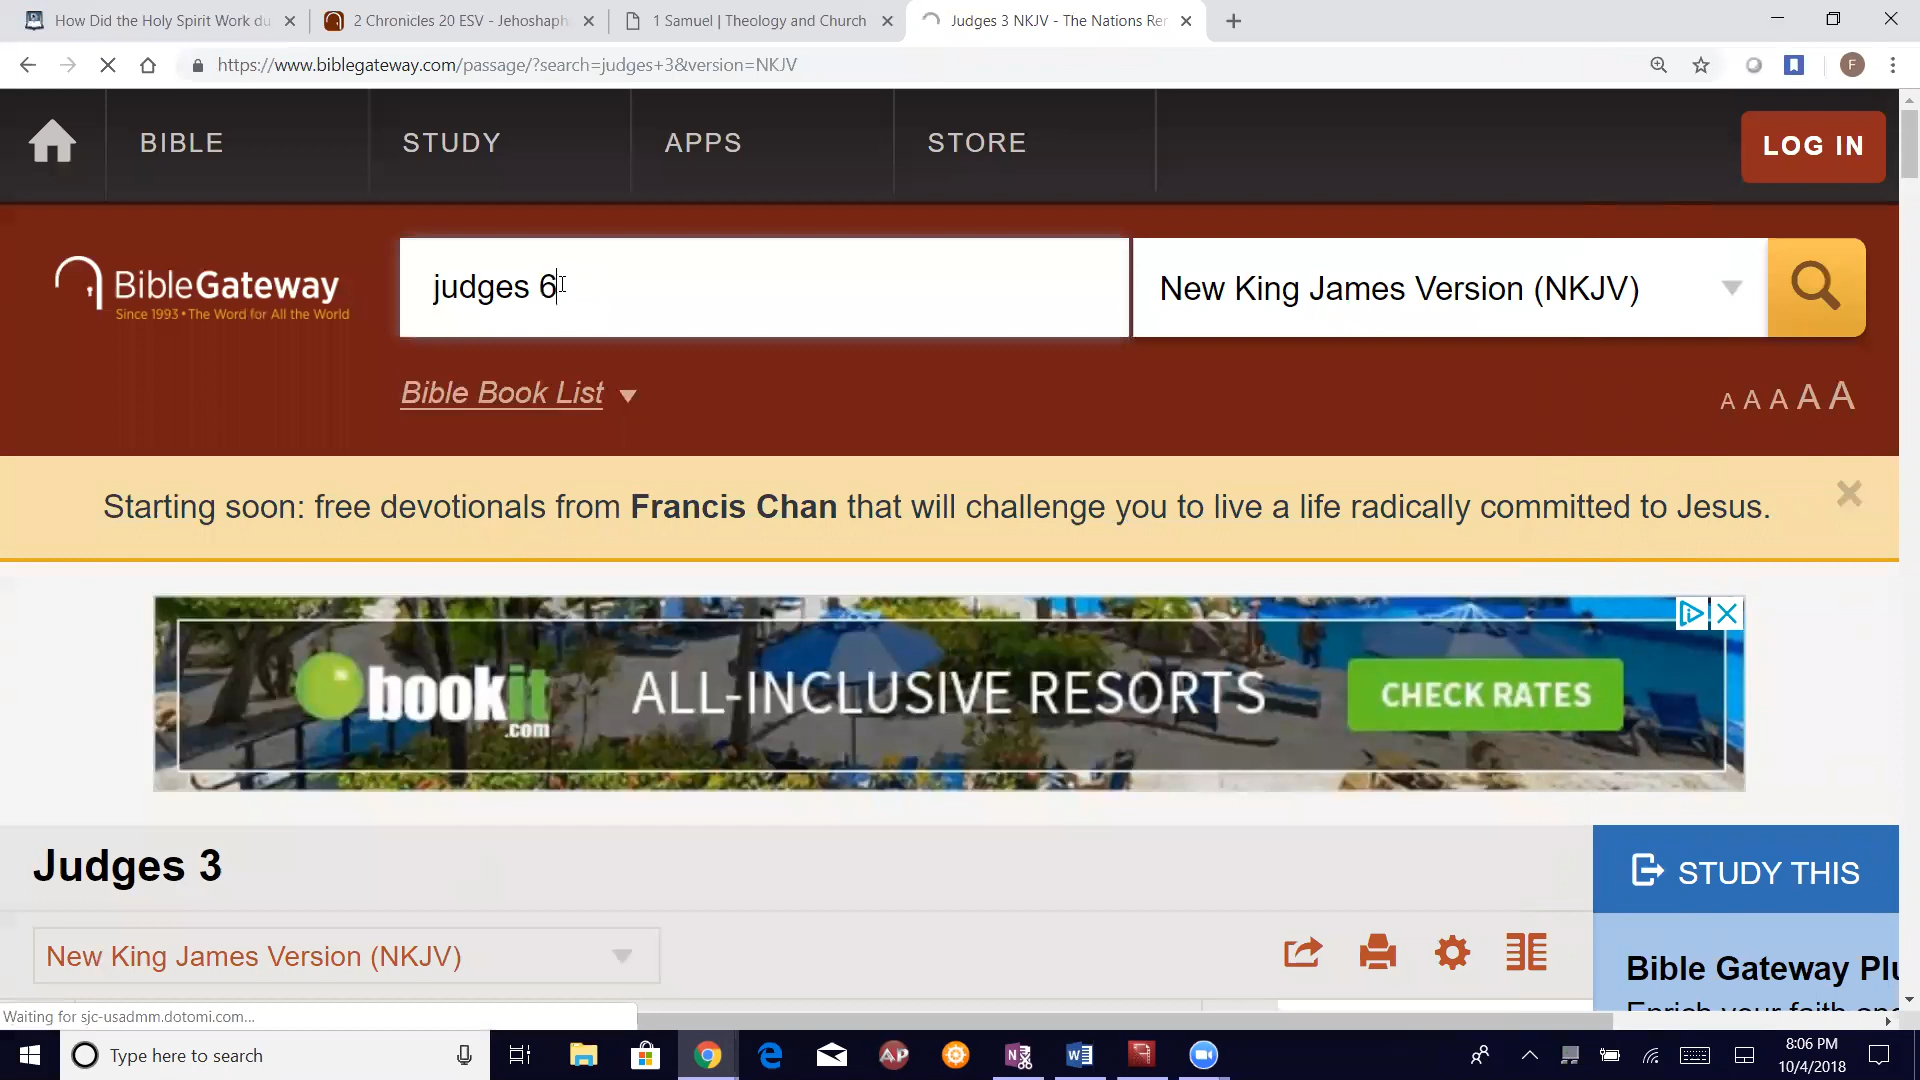 How Did the Holy Spirit Work du
2 Chronicles 20 ESV - Jehoshaph
1 Samuel | Theology and Church
Judges 3 NKJV - The Nations Rem
https://www.biblegateway.com/passage/?search=judges+3&version=NKJV
F
BIBLE
STUDY
APPS
STORE
LOG IN
BibleGateway
Since 1993 • The Word for All the World
judges 6
New King James Version (NKJV)
Bible Book List
A A A A A
Starting soon: free devotionals from Francis Chan that will challenge you to live a life radically committed to Jesus.
bookit
.com
ALL-INCLUSIVE RESORTS
CHECK RATES
Judges 3
STUDY THIS
New King James Version (NKJV)
Bible Gateway Plu
Enrich your faith and
Waiting for sjc-usadmm.dotomi.com...
Type here to search
8:06 PM
10/4/2018